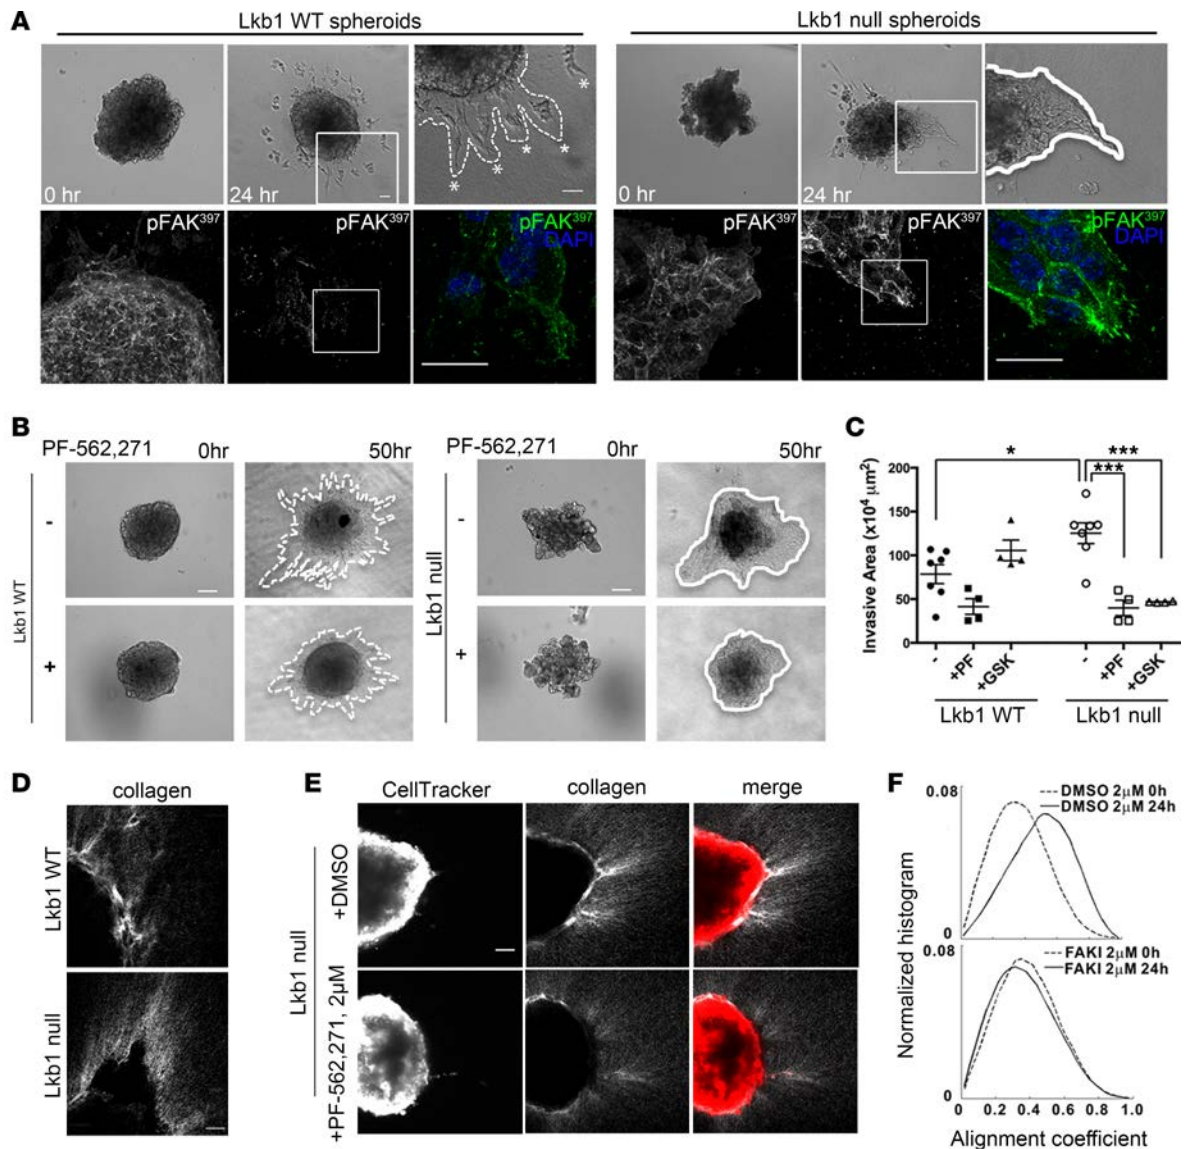 A
Lkb1 WT spheroids
Lkb1 null spheroids
0 hr
24 hr
*
*
*
*
*
0 hr
24 hr
pFAK³⁹⁷
pFAK³⁹⁷
pFAK³⁹⁷
DAPI
pFAK³⁹⁷
pFAK³⁹⁷
pFAK³⁹⁷
DAPI
B
PF-562,271
0hr
50hr
PF-562,271
0hr
50hr
Lkb1 WT
-
+
Lkb1 null
-
+
C
Invasive Area (x10⁴ µm²)
200
150
100
50
0
*
***
***
-
+PF
+GSK
-
+PF
+GSK
Lkb1 WT
Lkb1 null
D
collagen
Lkb1 WT
Lkb1 null
E
CellTracker
collagen
merge
Lkb1 null
+DMSO
+PF-562,271, 2µM
F
Normalized histogram
0.08
0
DMSO 2µM 0h
DMSO 2µM 24h
0.08
0
FAKI 2µM 0h
FAKI 2µM 24h
0 0.2 0.4 0.6 0.8 1.0
Alignment coefficient